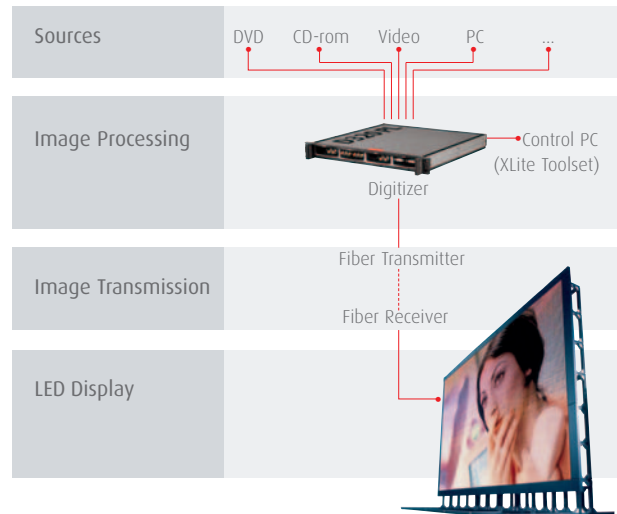 Sources
DVD CD-rom Video PC ...
Image Processing
Control PC
(XLite Toolset)
Digitizer
Fiber Transmitter
Image Transmission
Fiber Receiver
LED Display